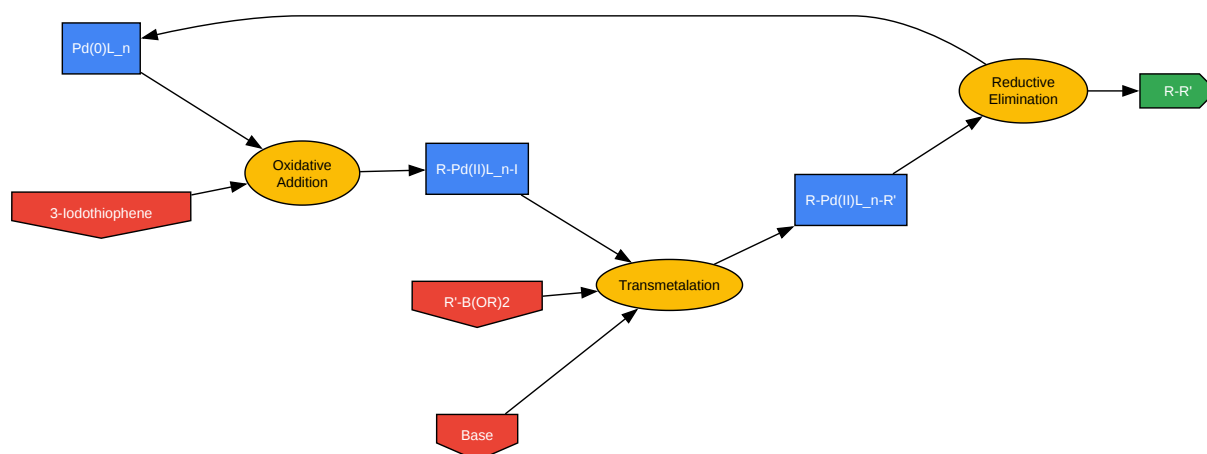 Pd(0)L_n
Reductive
Elimination
R-R'
Oxidative
Addition
R-Pd(II)L_n-I
3-Iodothiophene
R-Pd(II)L_n-R'
Transmetalation
R'-B(OR)2
Base